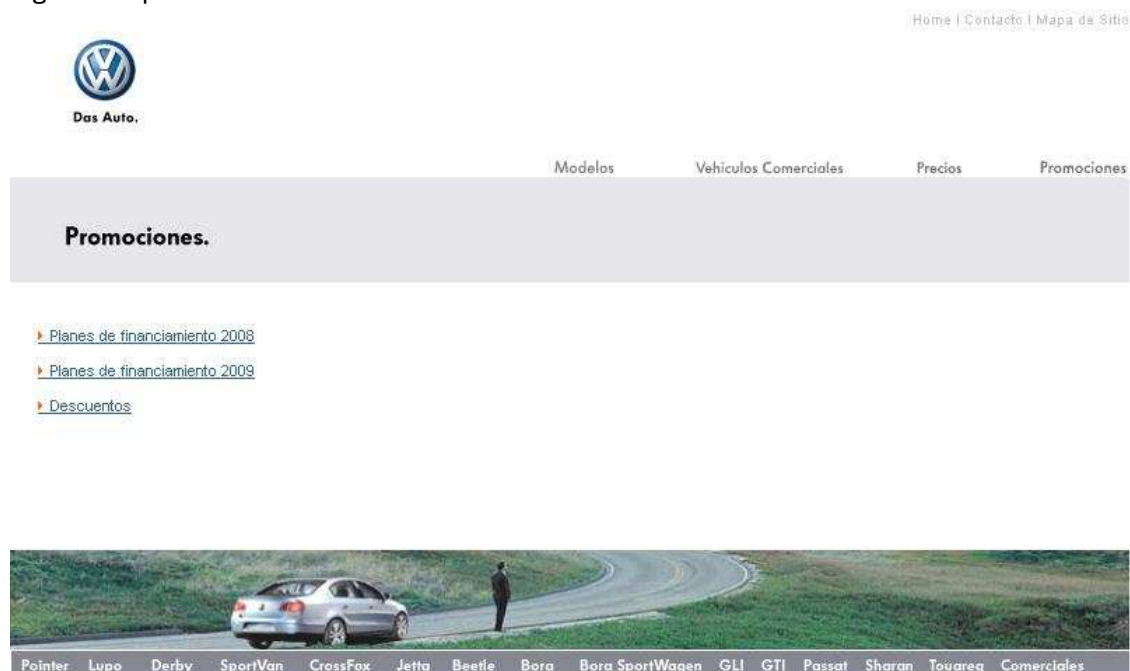 Home | Contacto | Mapa de Sitio
Das Auto.
Modelos Vehiculos Comerciales Precios Promociones
Promociones.
Planes de financiamiento 2008
Planes de financiamiento 2009
Descuentos
Pointer Lupo Derby SportVan CrossFox Jetta Beetle Bora Bora SportWagen GLI GTI Passat Sharan Touareg Comerciales